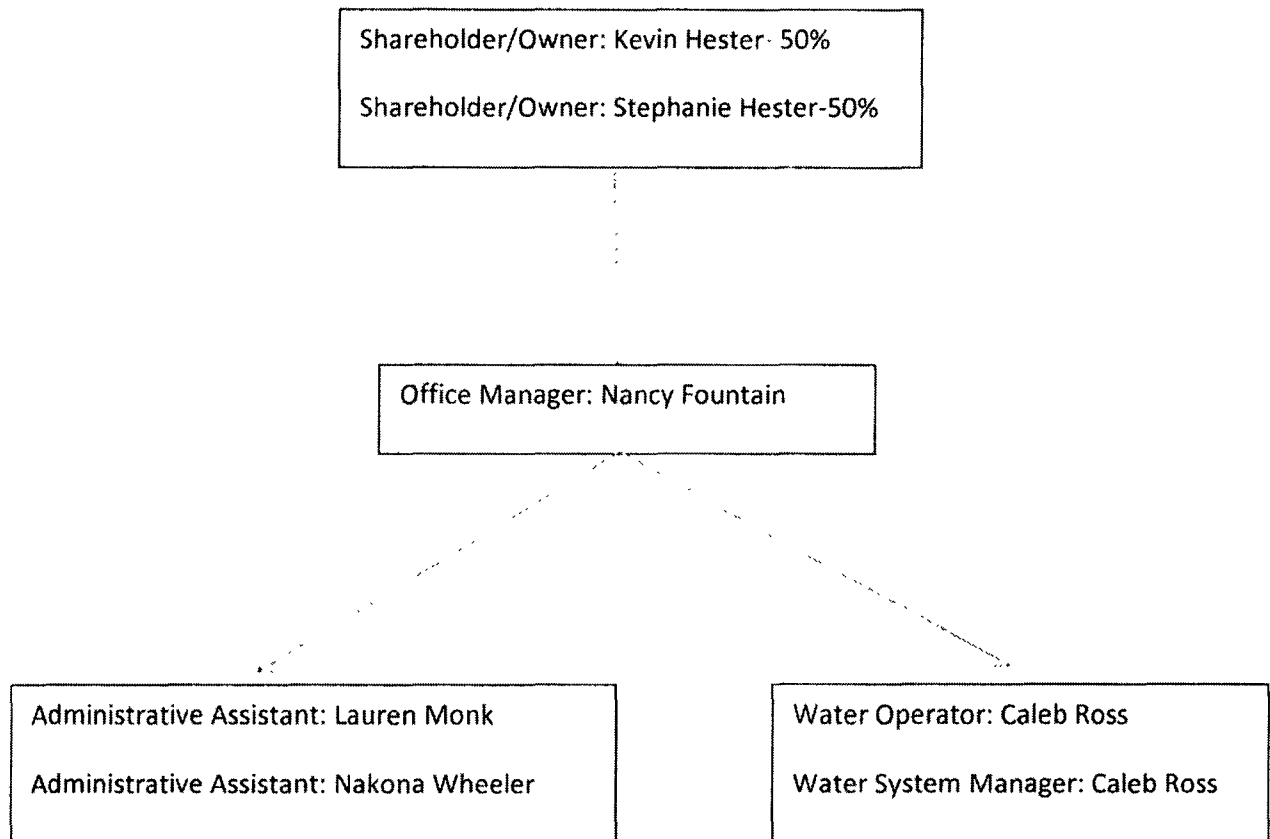 Shareholder/Owner: Kevin Hester- 50%
Shareholder/Owner: Stephanie Hester-50%
Office Manager: Nancy Fountain
Administrative Assistant: Lauren Monk
Administrative Assistant: Nakona Wheeler
Water Operator: Caleb Ross
Water System Manager: Caleb Ross